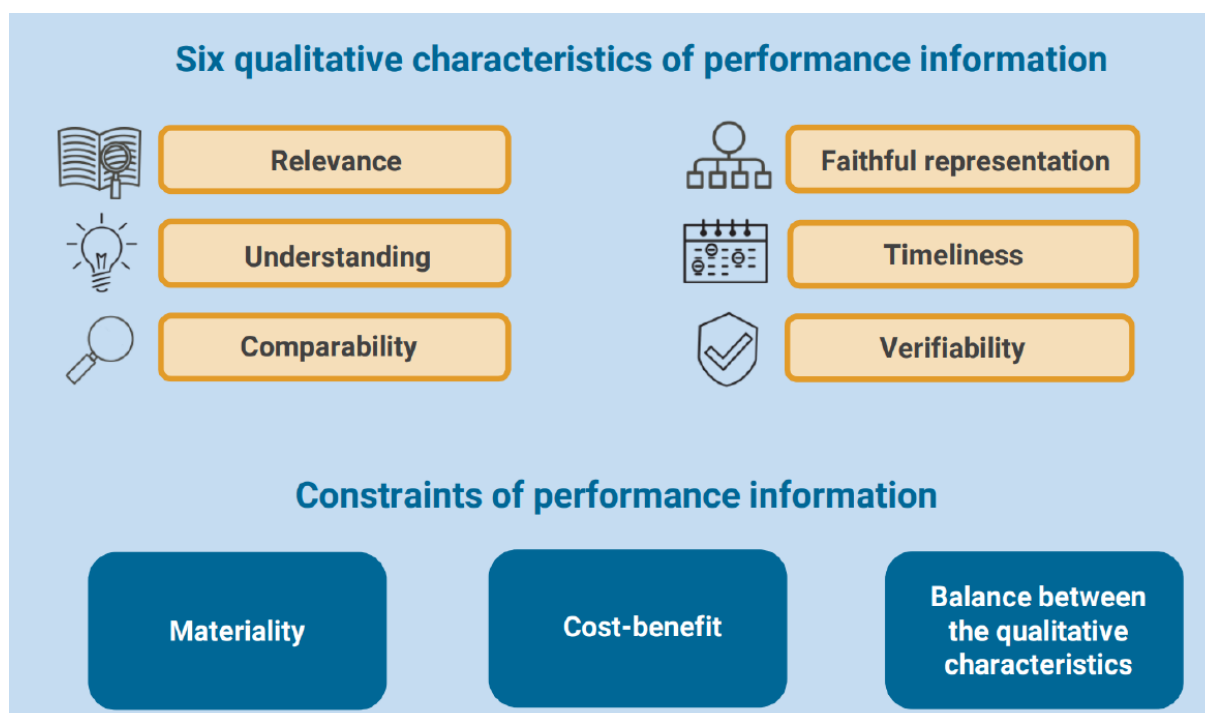 Six qualitative characteristics of performance information
Relevance
Faithful representation
Understanding
Timeliness
Comparability
Verifiability
Constraints of performance information
Materiality
Cost-benefit
Balance between
the qualitative
characteristics